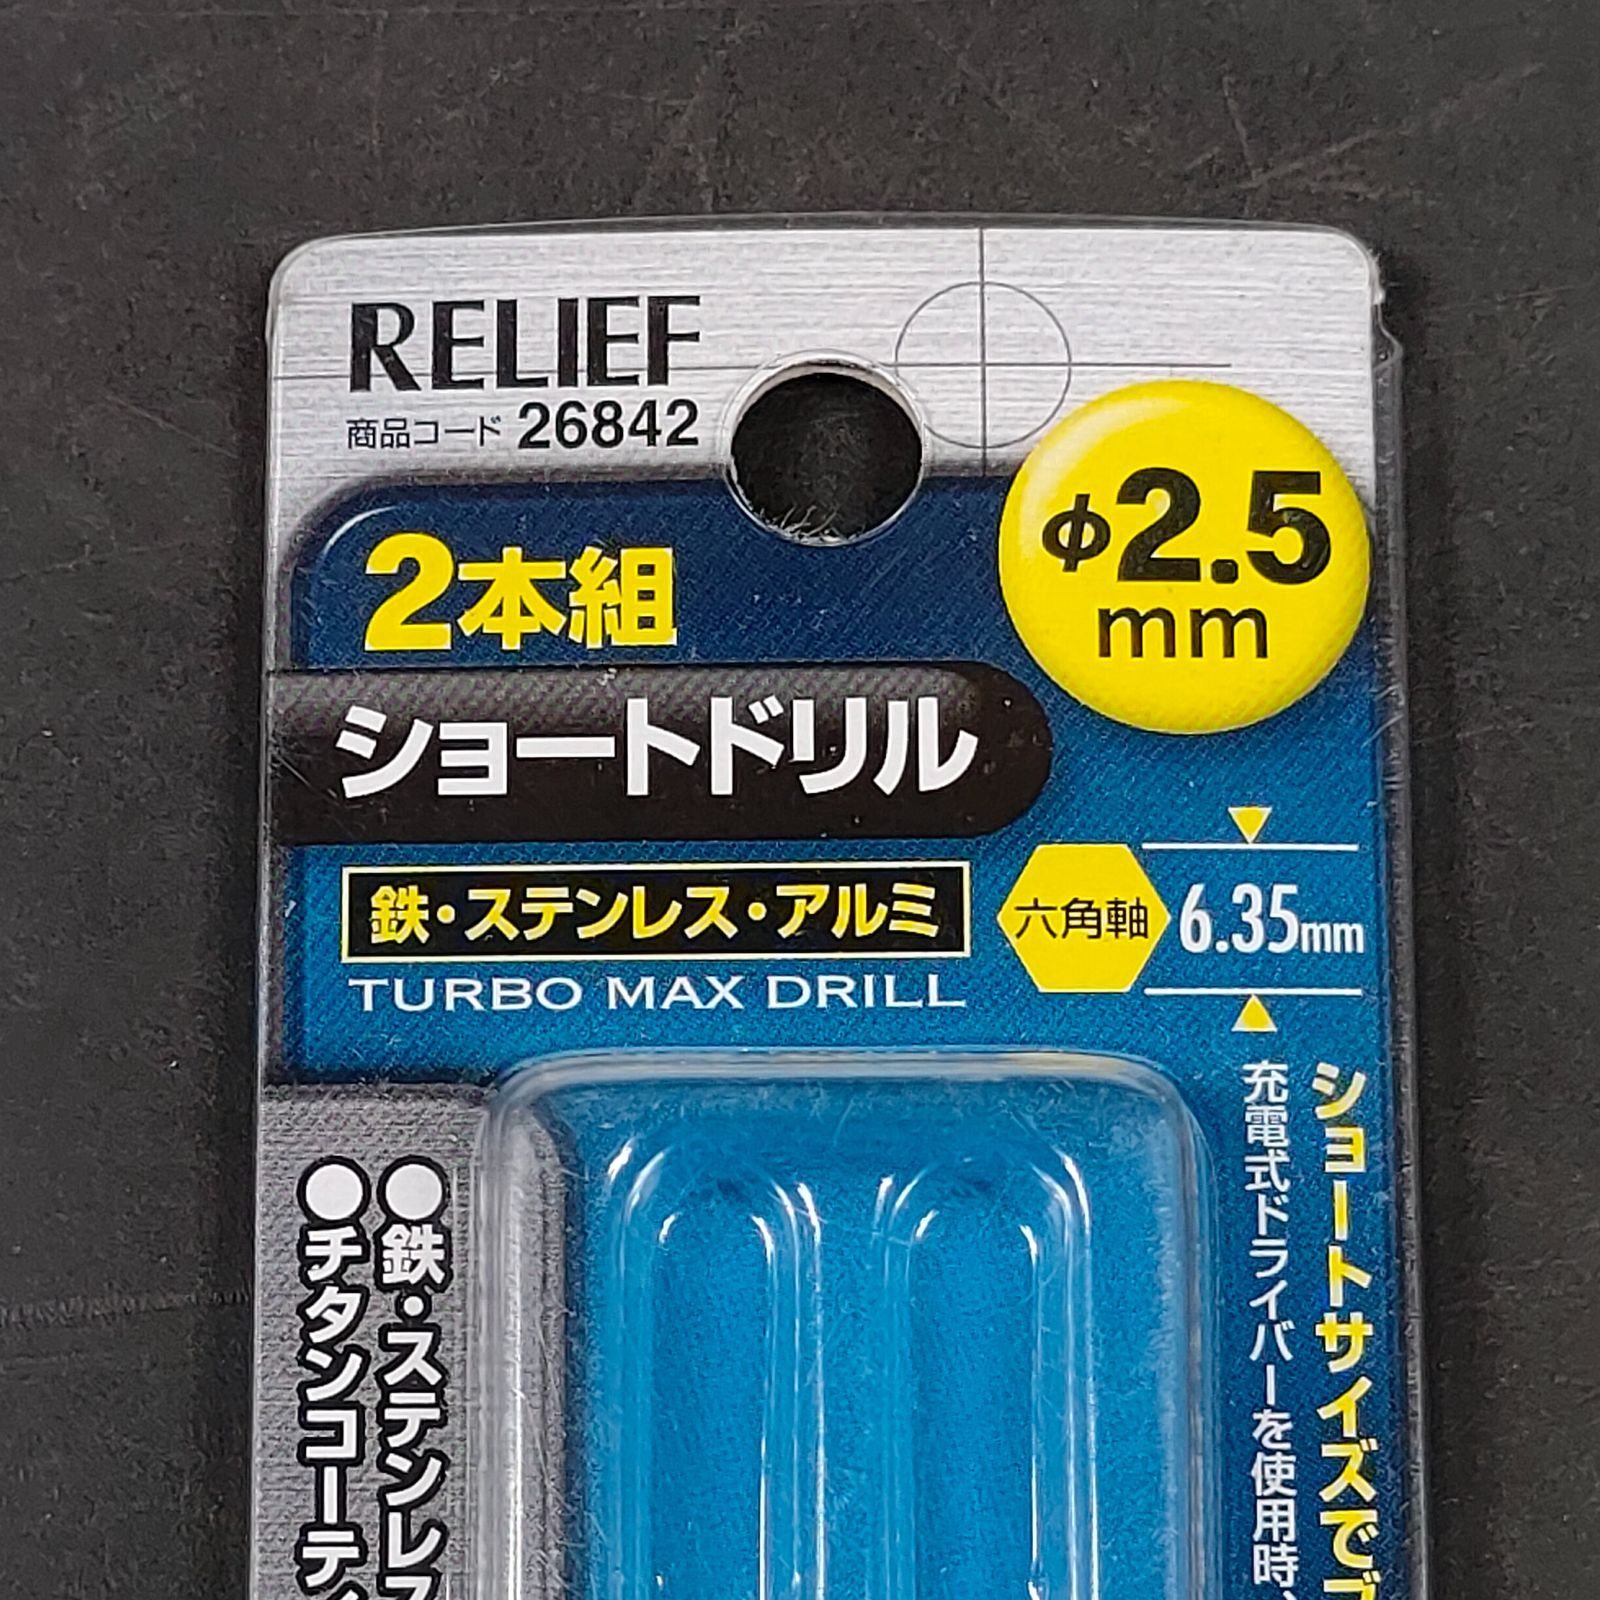 RELIEF
商品コード 26842
φ2.5
mm
2本組
ショートドリル
鉄・ステンレス・アルミ
TURBO MAX DRILL
六角軸 6.35mm
ショートサイズで
充電式ドライバーを使用時、
●鉄・ステンレス
●チタンコーティ